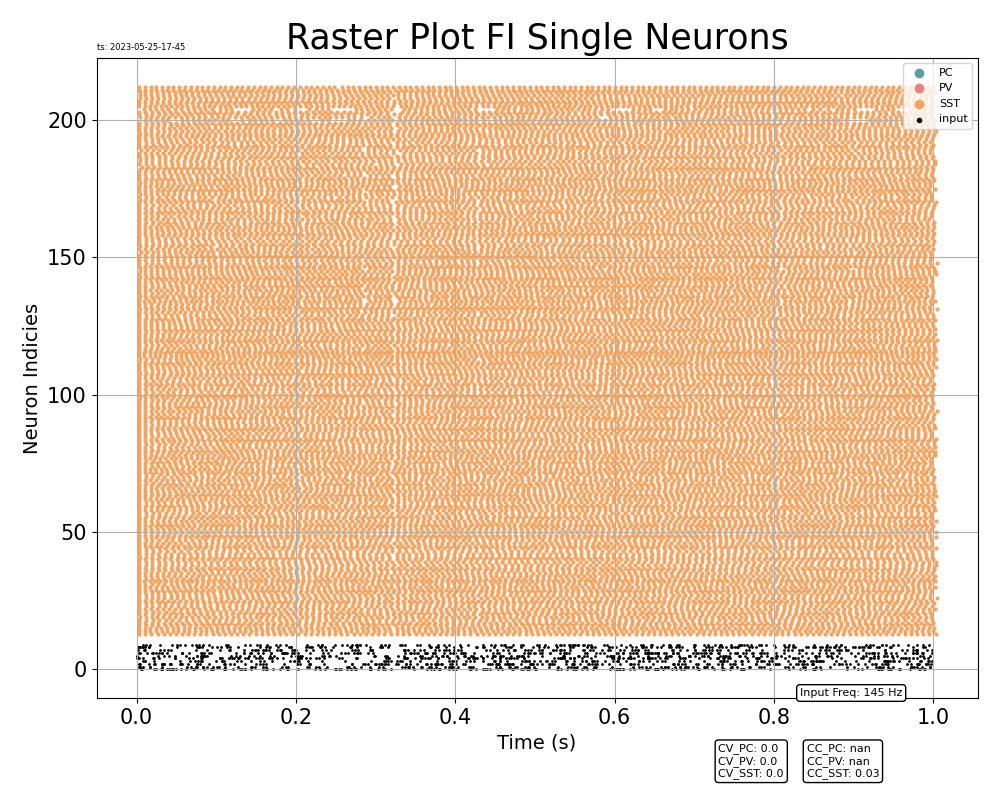 Raster Plot FI Single Neurons
ts: 2023-05-25-17-45
PC
PV
SST
input
200
150
100
50
0
Neuron Indicies
0.0 0.2 0.4 0.6 0.8 1.0
Input Freq: 145 Hz
Time (s)
CV_PC: 0.0
CV_PV: 0.0
CV_SST: 0.0
CC_PC: nan
CC_PV: nan
CC_SST: 0.03